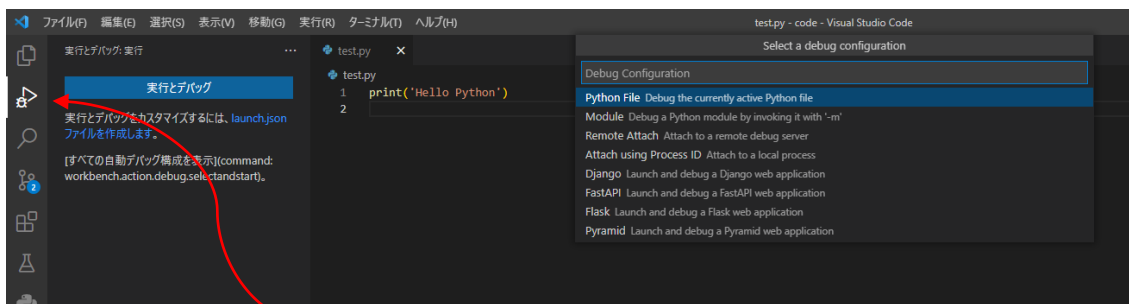 ファイル(F) 編集(E) 選択(S) 表示(V) 移動(G) 実行(R) ターミナル(T) ヘルプ(H)
test.py - code - Visual Studio Code
実行とデバッグ: 実行
…
test.py
Select a debug configuration
Debug Configuration
実行とデバッグ
test.py
1 print('Hello Python')
2
実行とデバッグをカスタマイズするには、launch.json
ファイルを作成します。
[すべての自動デバッグ構成を表示](command:
workbench.action.debug.selectandstart)。
Python File Debug the currently active Python file
Module Debug a Python module by invoking it with '-m'
Remote Attach Attach to a remote debug server
Attach using Process ID Attach to a local process
Django Launch and debug a Django web application
FastAPI Launch and debug a FastAPI web application
Flask Launch and debug a Flask web application
Pyramid Launch and debug a Pyramid web application
2